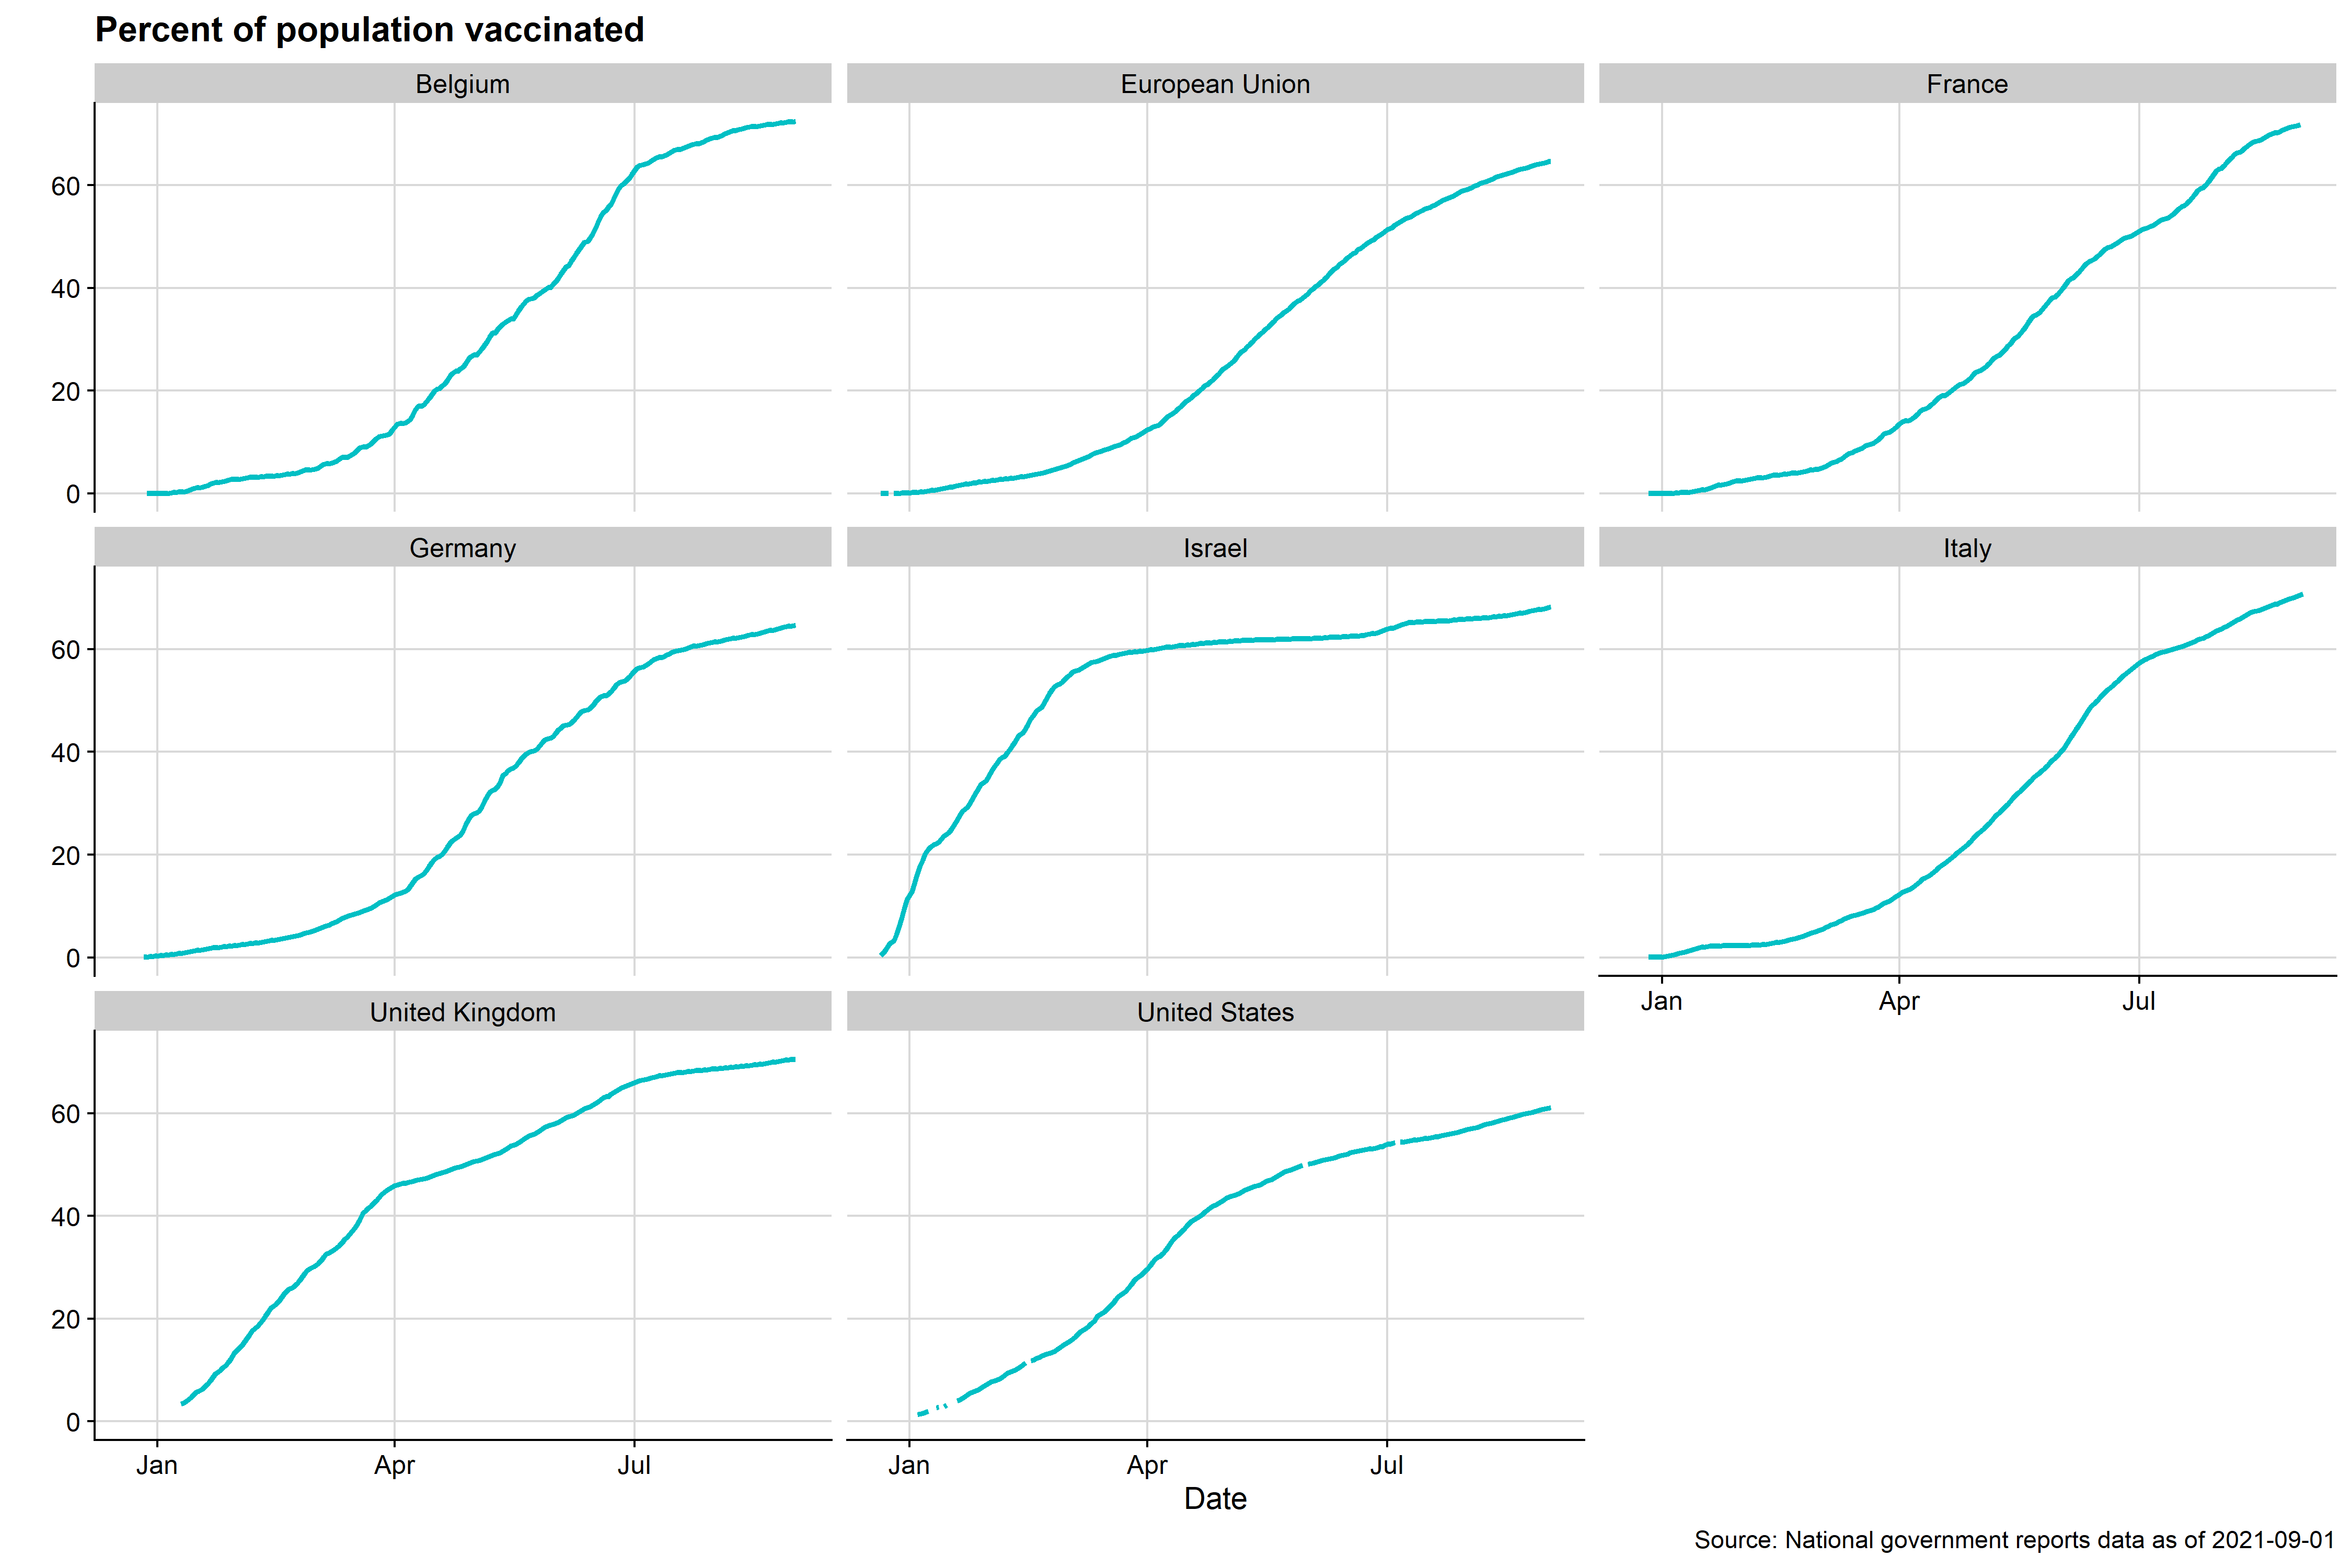 Percent of population vaccinated
Belgium
European Union
France
60
40
20
0
Germany
Israel
Italy
60
40
20
0
Jan
Apr
Jul
United Kingdom
United States
60
40
20
0
Jan
Apr
Jul
Jan
Apr
Jul
Date
Source: National government reports data as of 2021-09-01